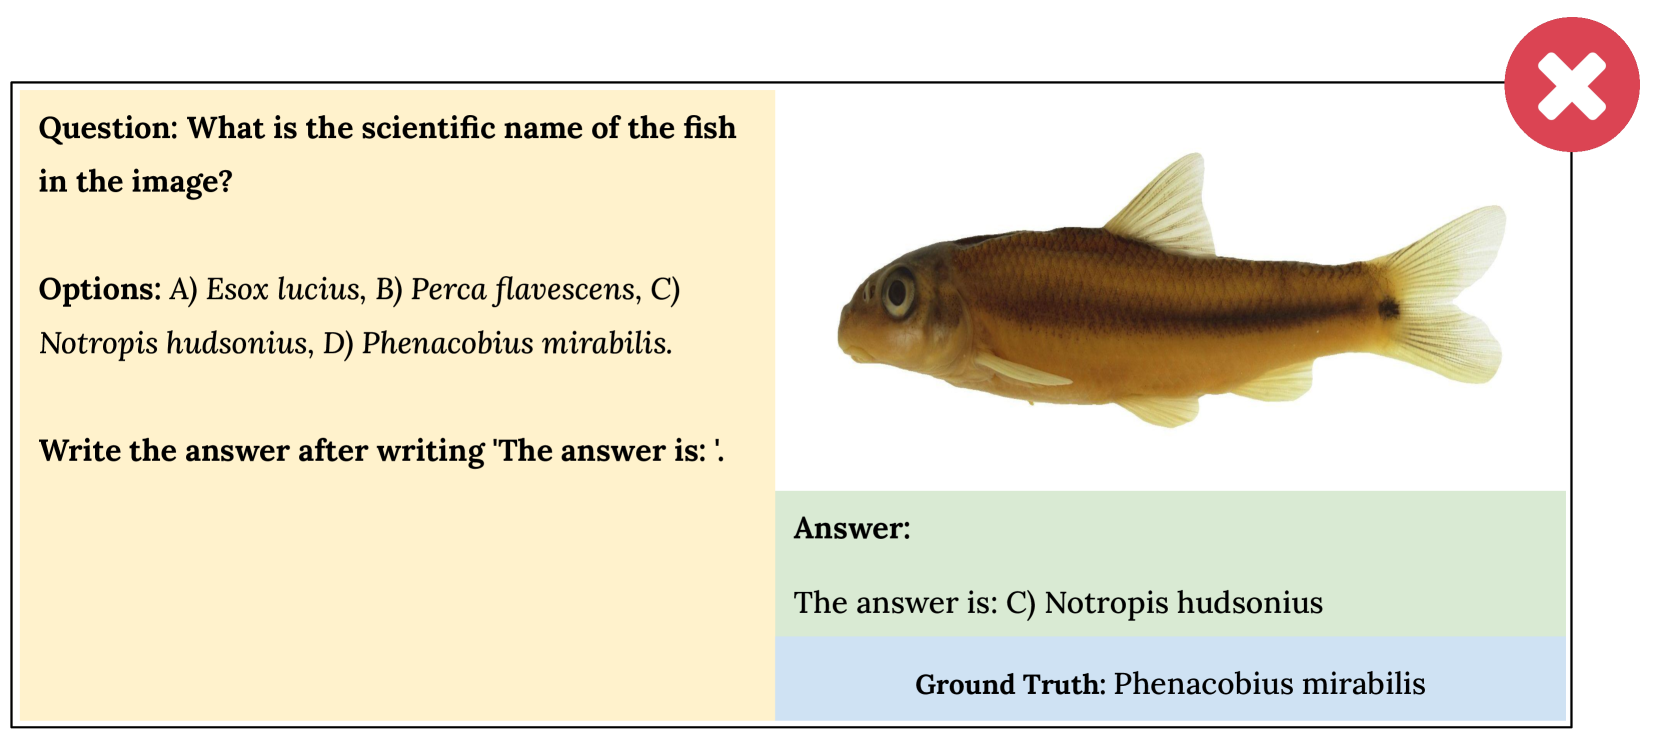 Question: What is the scientific name of the fish
in the image?
Options: A) Esox lucius, B) Perca flavescens, C)
Notropis hudsonius, D) Phenacobius mirabilis.
Write the answer after writing 'The answer is: '.
Answer:
The answer is: C) Notropis hudsonius
Ground Truth: Phenacobius mirabilis